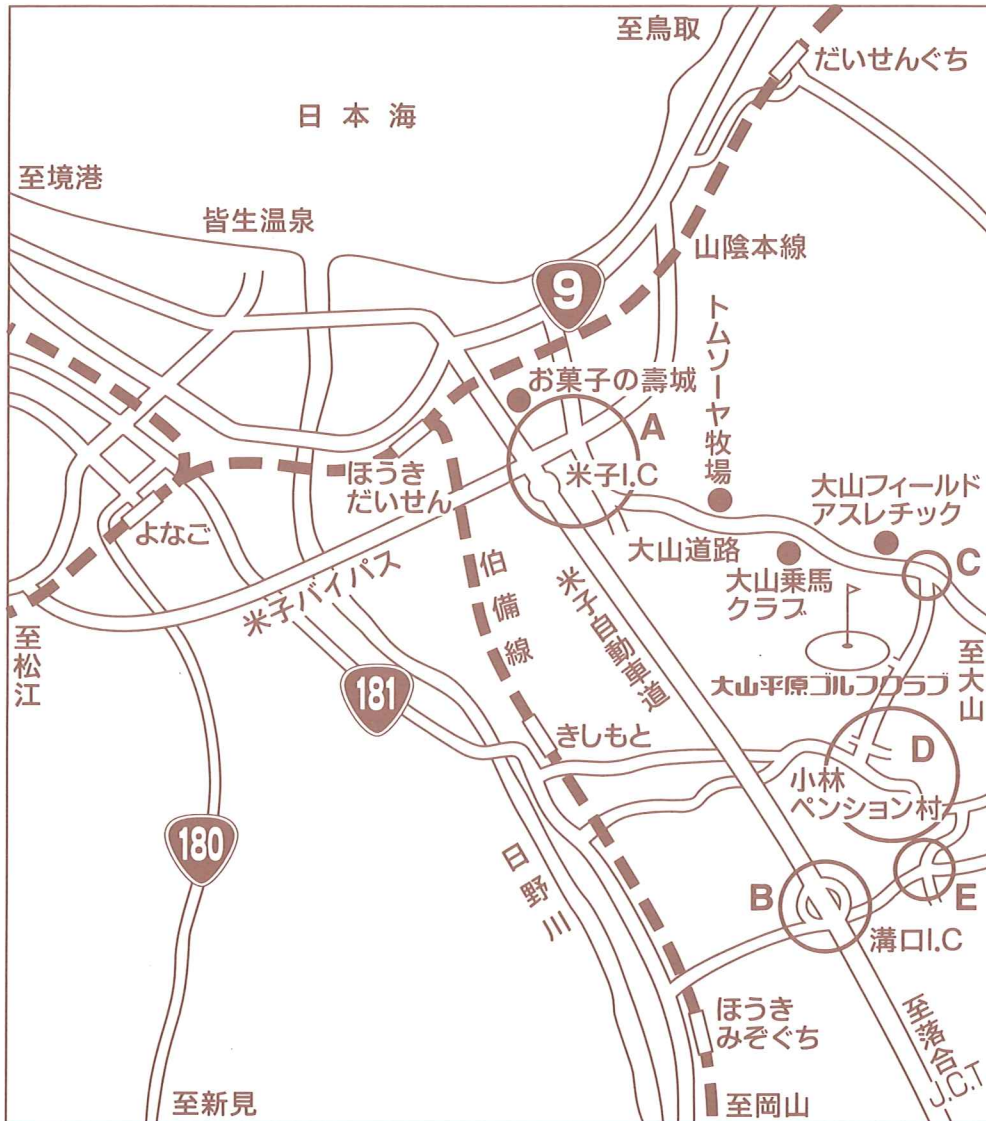 至鳥取
だいせんぐち
日本海
至境港
皆生温泉
山陰本線
9
トムソーヤ牧場
お菓子の壽城
A
米子I.C
ほうき
だいせん
大山フィールド
アスレチック
よなご
大山道路
大山乗馬
クラブ
C
米子バイパス
伯備線
米子自動車道
至松江
至大山
大山平原ゴルフクラブ
181
きしもと
D
小林
ペンション村
180
日野川
B
E
溝口I.C
ほうき
みぞぐち
至落合
J.C.T
至新見
至岡山